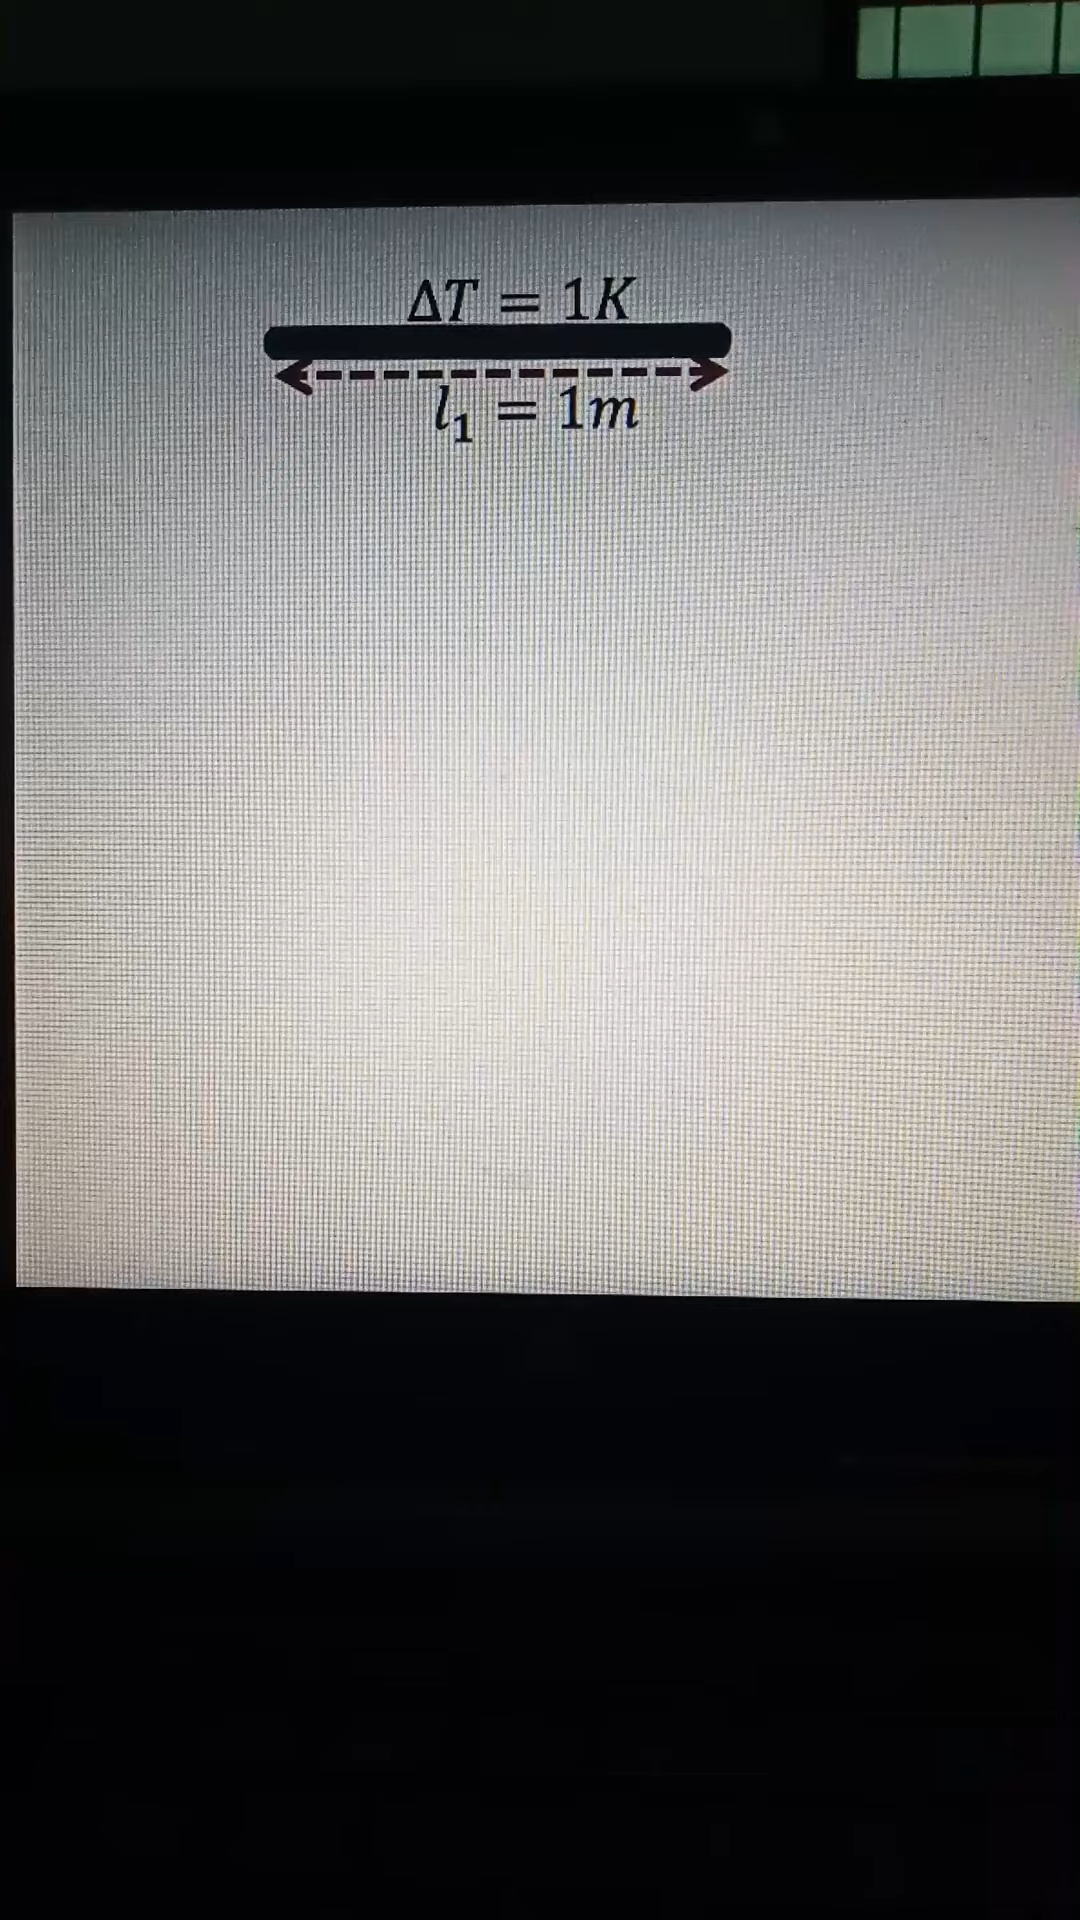 ΔT = 1K
l₁ = 1m